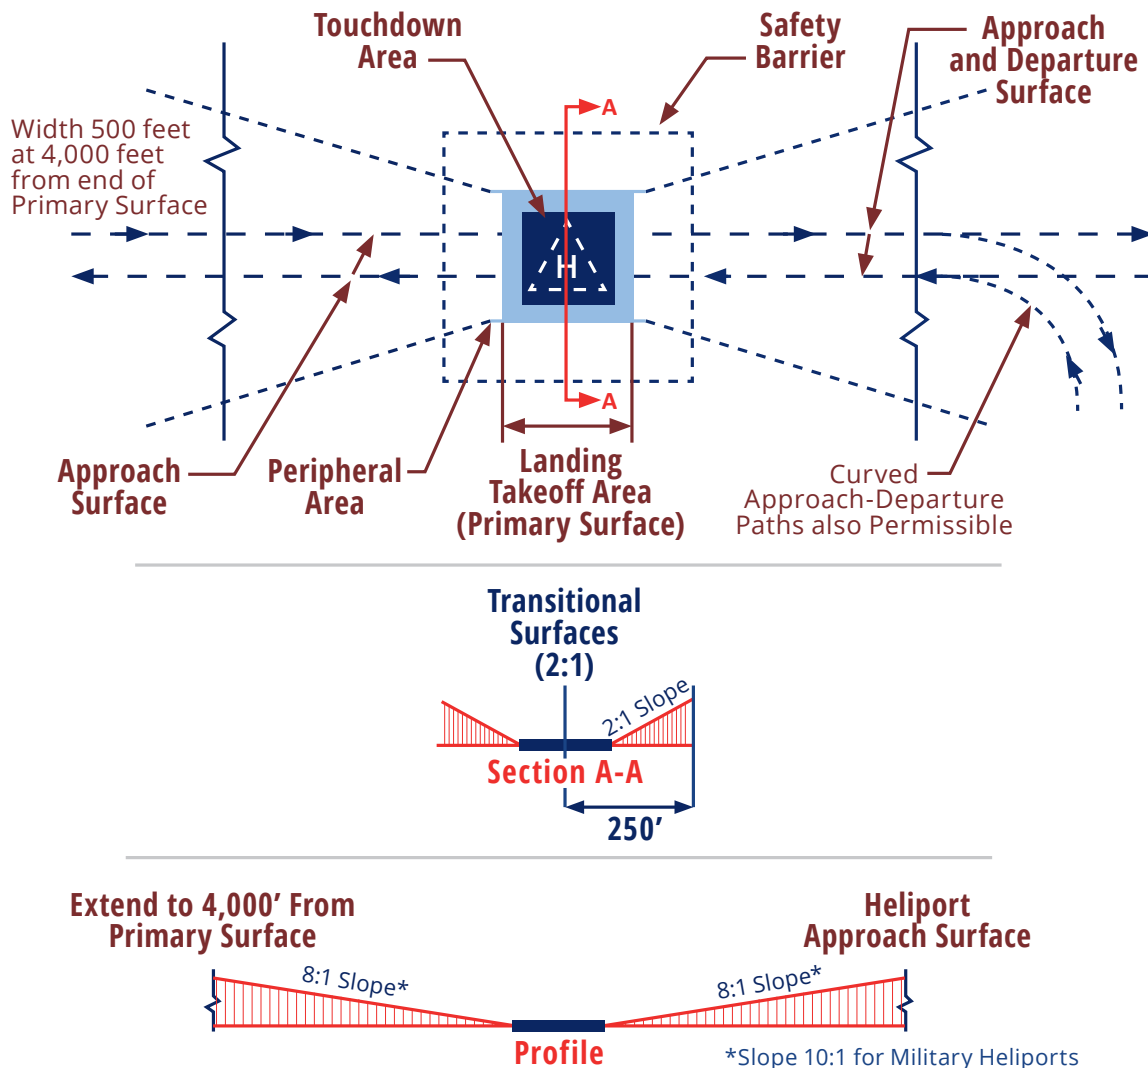 Touchdown
Area
Safety
Barrier
Approach
and Departure
Surface
Width 500 feet
at 4,000 feet
from end of
Primary Surface
A
H
A
Approach
Surface
Peripheral
Area
Landing
Takeoff Area
(Primary Surface)
Curved
Approach-Departure
Paths also Permissible
Transitional
Surfaces
(2:1)
2:1 Slope
Section A-A
250’
Extend to 4,000’ From
Primary Surface
Heliport
Approach Surface
8:1 Slope*
8:1 Slope*
Profile
*Slope 10:1 for Military Heliports